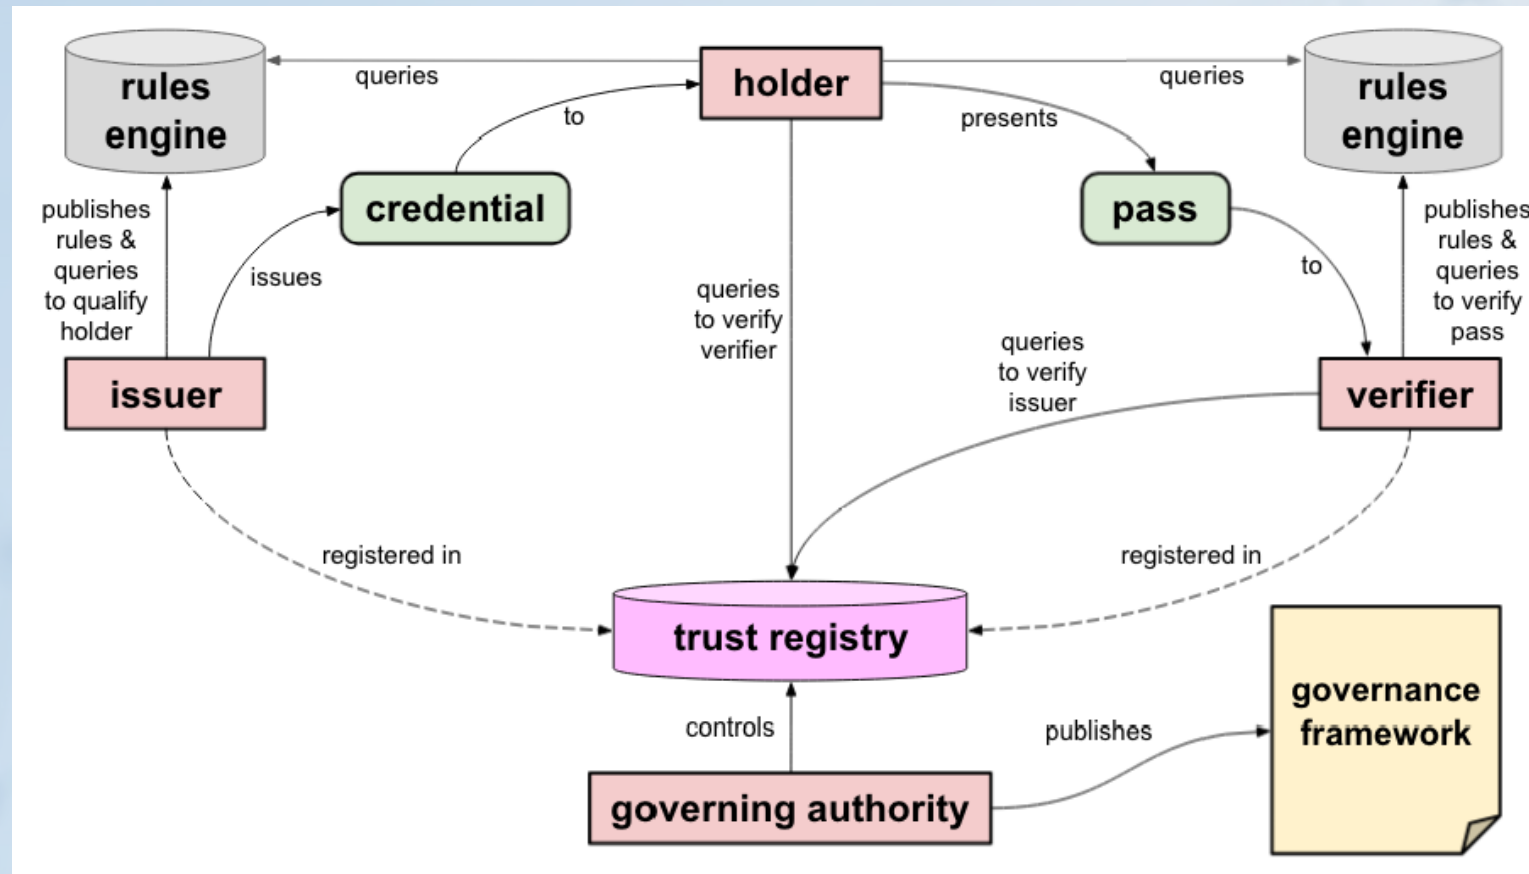 rules
engine
queries
holder
queries
rules
engine
to
presents
credential
pass
publishes
rules &
queries
to qualify
holder
issues
to
publishes
rules &
queries
to verify
pass
queries
to verify
verifier
queries
to verify
issuer
issuer
verifier
registered in
registered in
trust registry
governance
framework
controls
publishes
governing authority